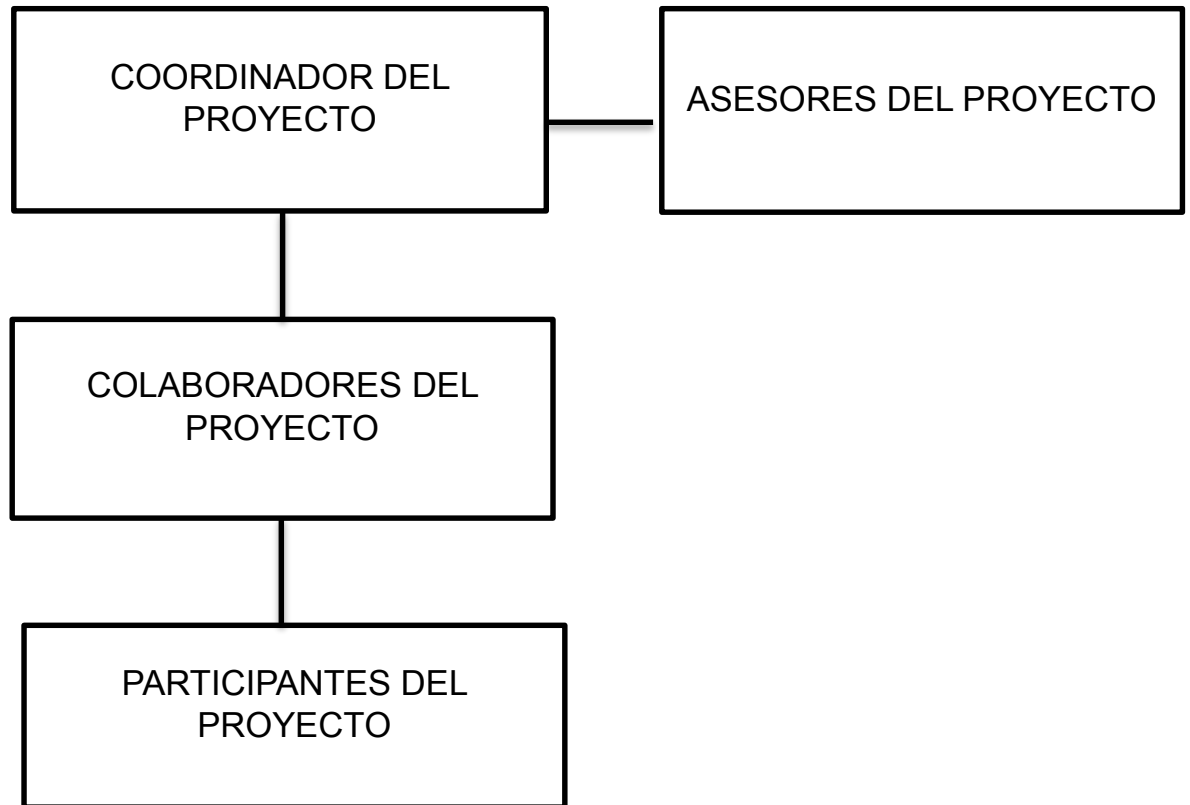 COORDINADOR DEL
PROYECTO
ASESORES DEL PROYECTO
COLABORADORES DEL
PROYECTO
PARTICIPANTES DEL
PROYECTO